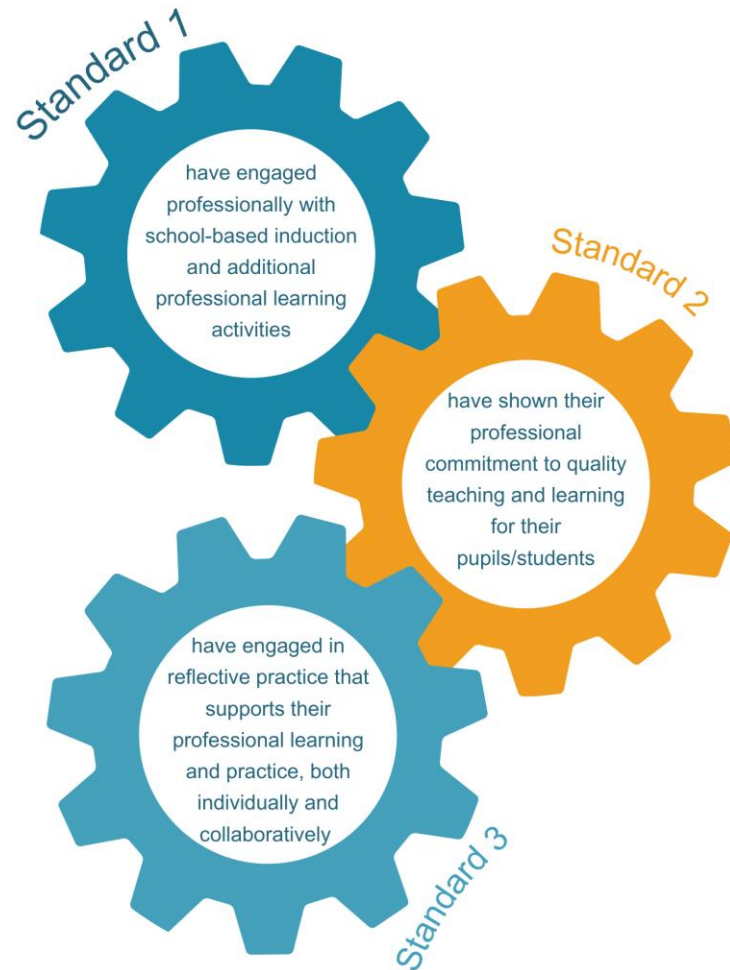 Standard 1
have engaged
professionally with
school-based induction
and additional
professional learning
activities
Standard 2
have shown their
professional
commitment to quality
teaching and learning
for their
pupils/students
have engaged in
reflective practice that
supports their
professional learning
and practice, both
individually and
collaboratively
Standard 3